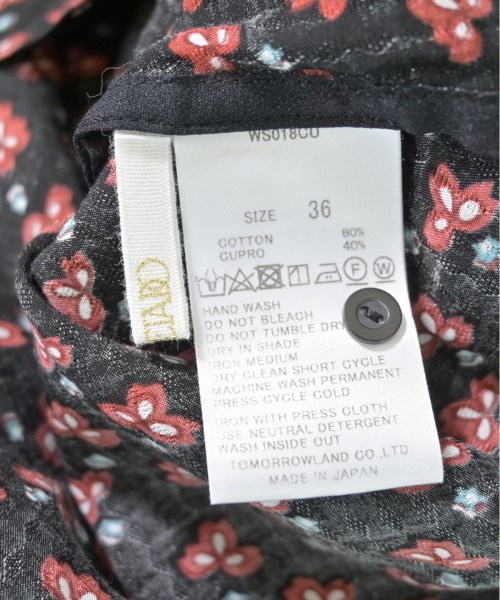 WS018CU
SIZE 36
COTTON 60%
CUPRO 40%
F W
HAND WASH
DO NOT BLEACH
DO NOT TUMBLE DRY
DRY IN SHADE
IRON MEDIUM
DRY CLEAN SHORT CYCLE
MACHINE WASH PERMANENT
PRESS CYCLE COLD
IRON WITH PRESS CLOTH
USE NEUTRAL DETERGENT
WASH INSIDE OUT
TOMORROWLAND CO.,LTD.
MADE IN JAPAN